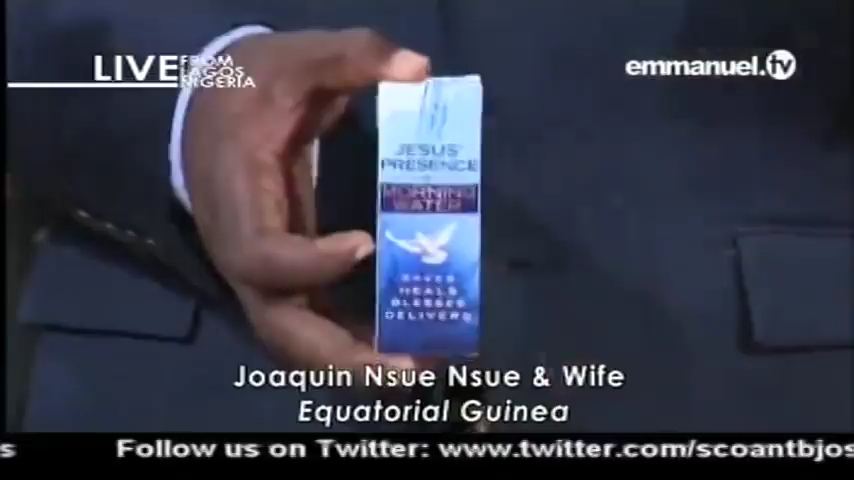 LIVE FROM
LAGOS
NIGERIA
emmanuel.tv
JESUS'
PRESENCE
MORNING
WATER
SAVES
HEALS
BLESSES
DELIVERS
Joaquin Nsue Nsue & Wife
Equatorial Guinea
s Follow us on Twitter: www.twitter.com/scoantbjos